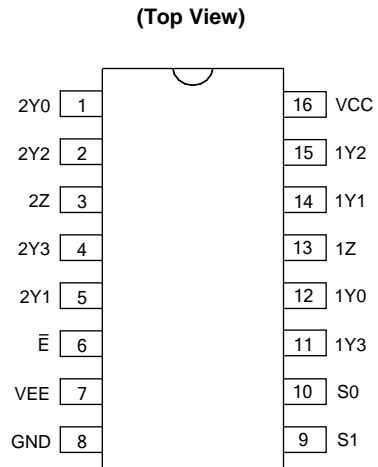 (Top View)
2Y0 1 16 VCC
2Y2 2 15 1Y2
2Z 3 14 1Y1
2Y3 4 13 1Z
2Y1 5 12 1Y0
E̅ 6 11 1Y3
VEE 7 10 S0
GND 8 9 S1